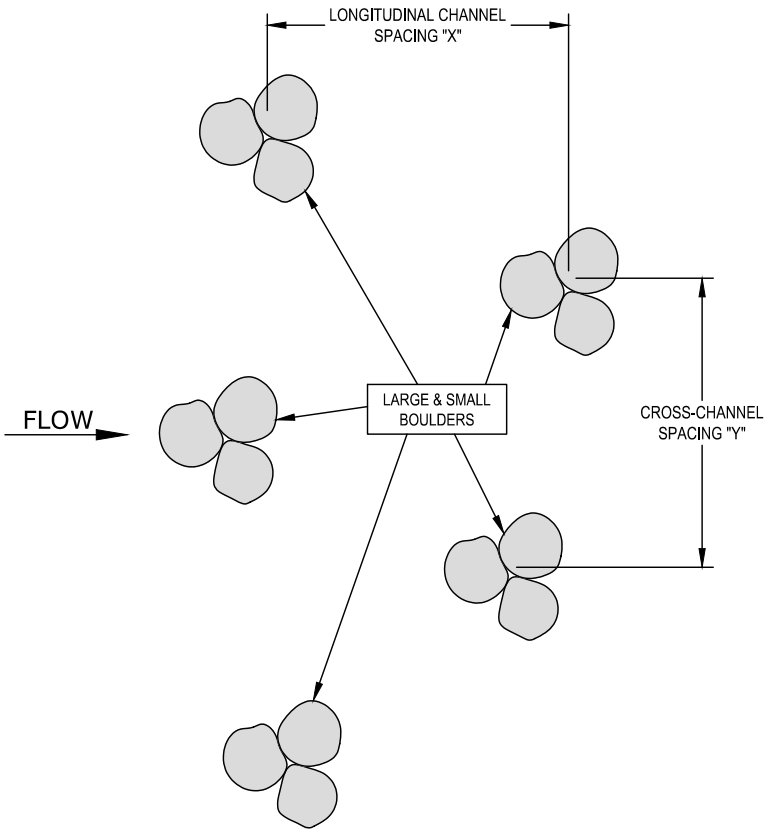 LONGITUDINAL CHANNEL
SPACING "X"
LARGE & SMALL
BOULDERS
FLOW
CROSS-CHANNEL
SPACING "Y"